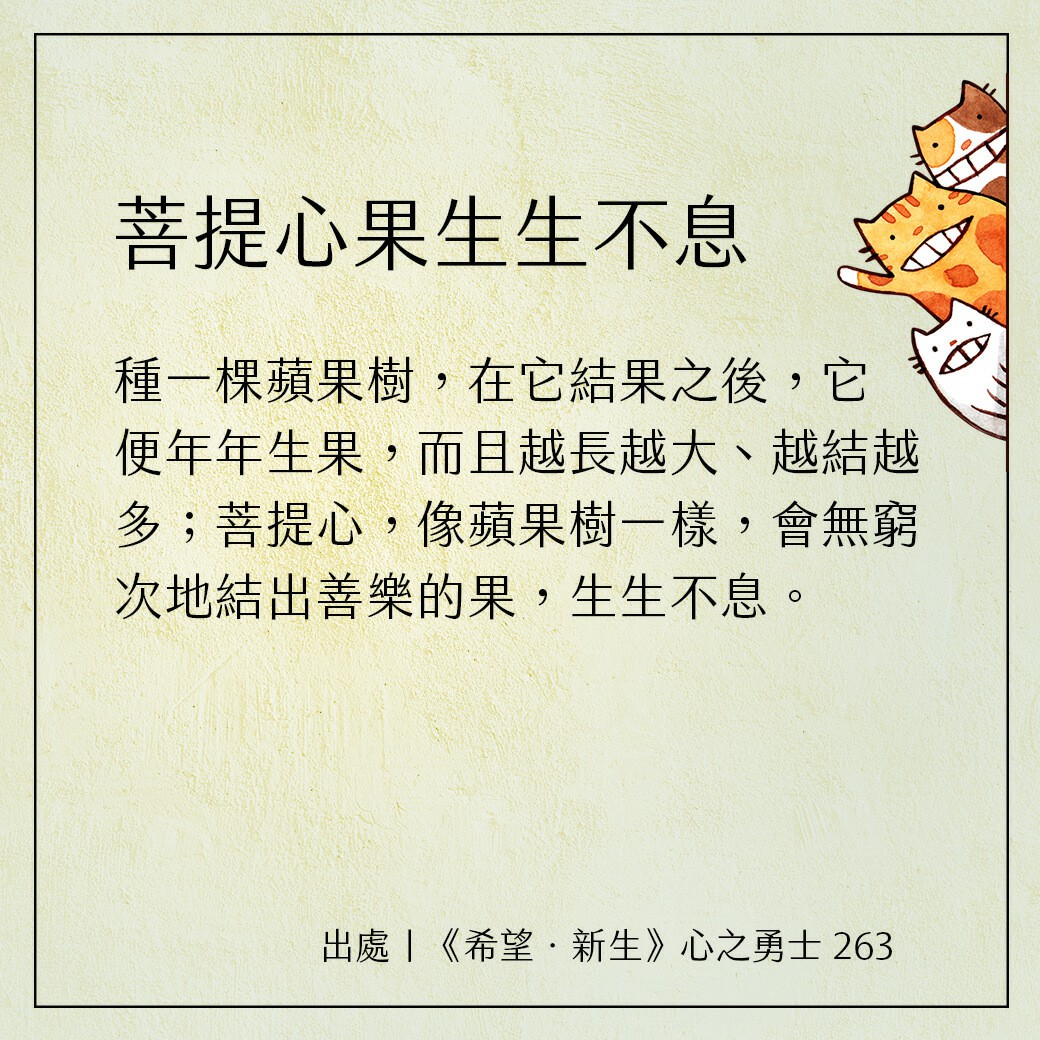 菩提心果生生不息
種一棵蘋果樹，在它結果之後，它
便年年生果，而且越長越大、越結越
多；菩提心，像蘋果樹一樣，會無窮
次地結出善樂的果，生生不息。
出處｜《希望．新生》心之勇士 263